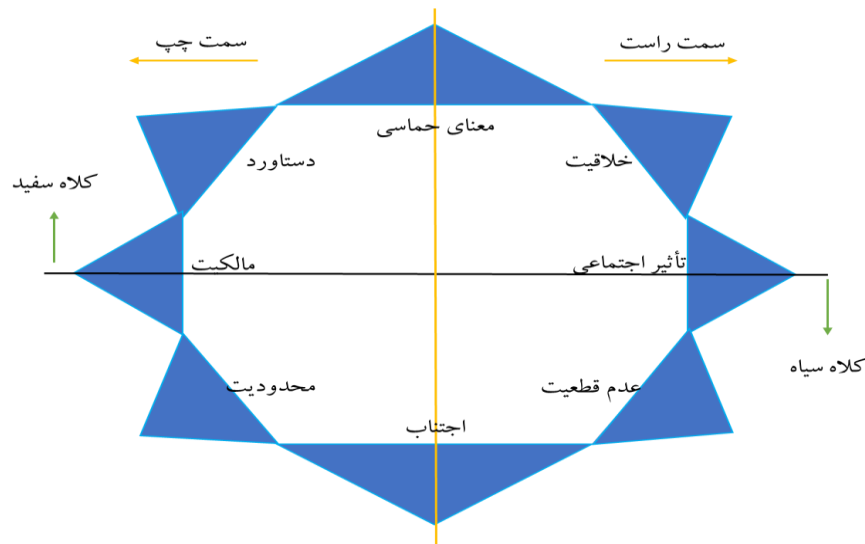 سمت راست
سمت چپ
معنای حماسی
خلاقیت
دستاورد
کلاه سفید
تأثیر اجتماعی
مالکیت
کلاه سیاه
عدم قطعیت
محدودیت
اجتناب